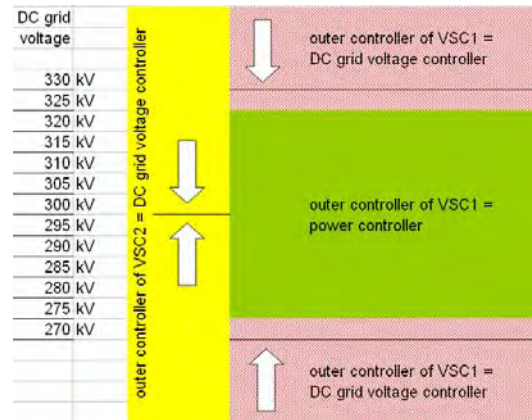 DC grid
voltage
330 kV
325 kV
320 kV
315 kV
310 kV
305 kV
300 kV
295 kV
290 kV
285 kV
280 kV
275 kV
270 kV
outer controller of VSC2 = DC grid voltage controller
outer controller of VSC1 =
DC grid voltage controller
outer controller of VSC1 =
power controller
outer controller of VSC1 =
DC grid voltage controller